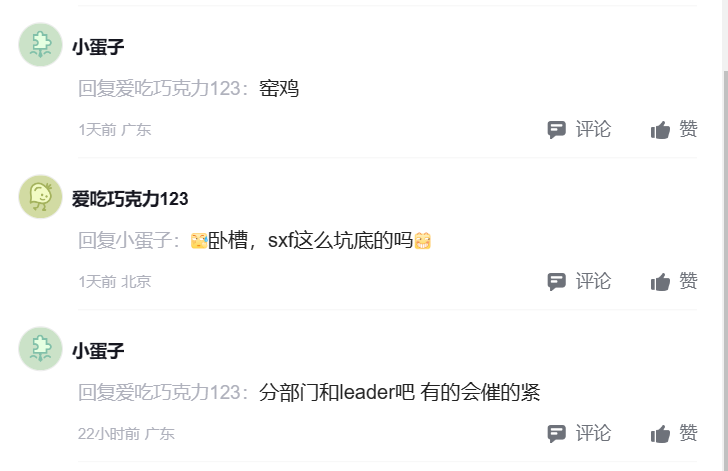 小蛋子
回复爱吃巧克力123：窑鸡
1天前 广东
评论 赞
爱吃巧克力123
回复小蛋子：卧槽，sxf这么坑底的吗
1天前 北京
评论 赞
小蛋子
回复爱吃巧克力123：分部门和leader吧 有的会催的紧
22小时前 广东
评论 赞